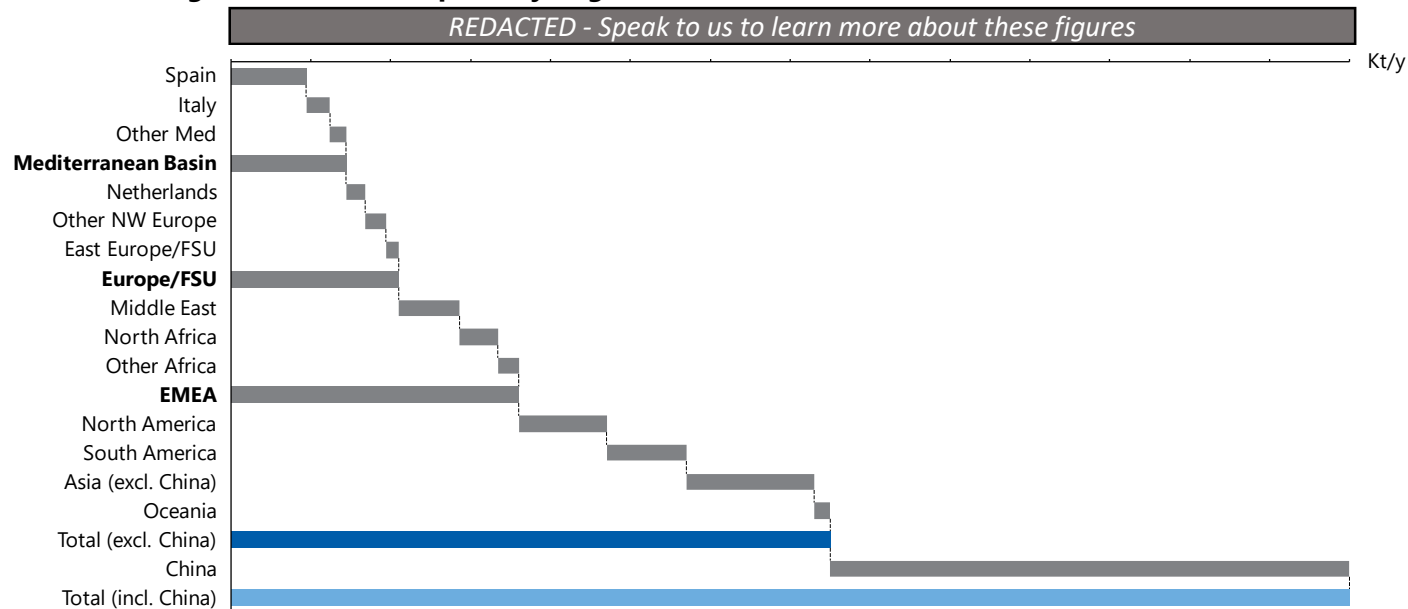 REDACTED - Speak to us to learn more about these figures
Kt/y
Spain
Italy
Other Med
Mediterranean Basin
Netherlands
Other NW Europe
East Europe/FSU
Europe/FSU
Middle East
North Africa
Other Africa
EMEA
North America
South America
Asia (excl. China)
Oceania
Total (excl. China)
China
Total (incl. China)